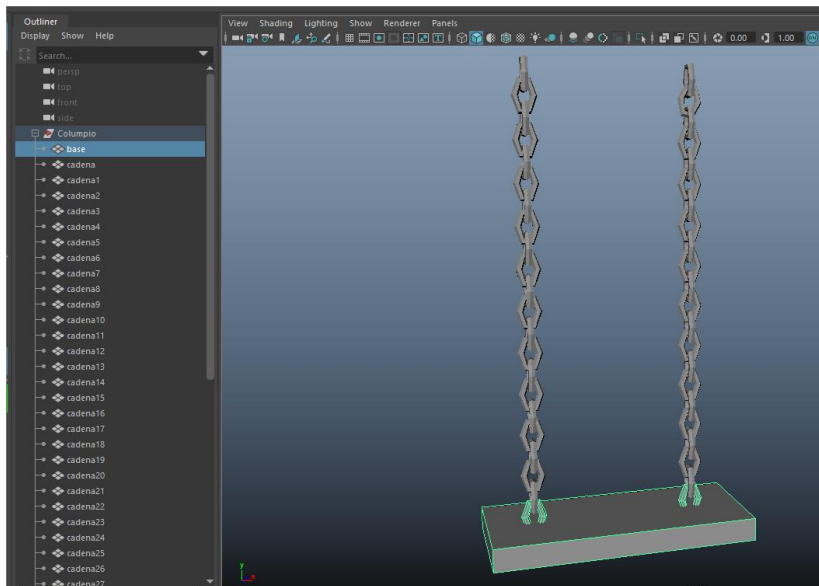 Outliner
Display Show Help
Search...
persp
top
front
side
Columpio
base
cadena
cadena1
cadena2
cadena3
cadena4
cadena5
cadena6
cadena7
cadena8
cadena9
cadena10
cadena11
cadena12
cadena13
cadena14
cadena15
cadena16
cadena17
cadena18
cadena19
cadena20
cadena21
cadena22
cadena23
cadena24
cadena25
cadena26
cadena27
View Shading Lighting Show Renderer Panels
0.00 1.00
y
x